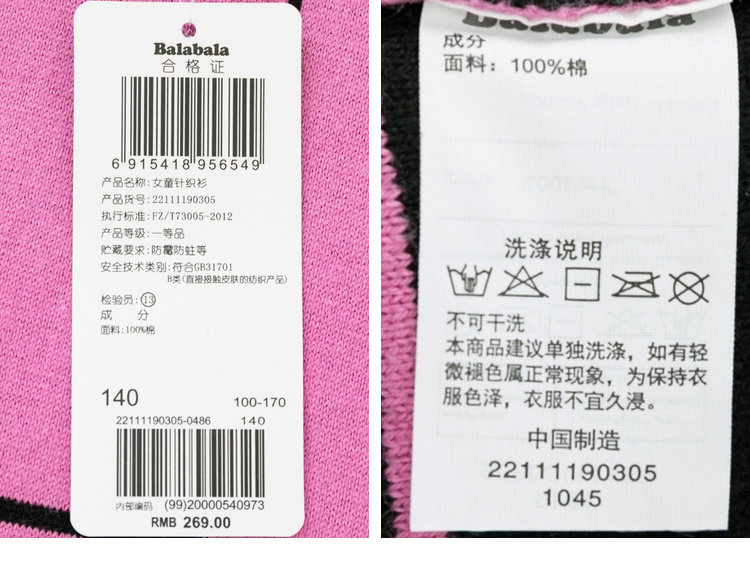 Balabala
合格证
6 915418 956549
产品名称:女童针织衫
产品货号:22111190305
执行标准:FZ/T73005-2012
产品等级:一等品
贮藏要求:防霉防蛀等
安全技术类别:符合GB31701
B类(直接接触皮肤的纺织产品)
检验员:⑬
成 分
面料:100%棉
140 100-170
22111190305-0486 140
内部编码 (99)20000540973
RMB 269.00
Balabala
成分
面料：100%棉
洗涤说明
不可干洗
本商品建议单独洗涤，如有轻
微褪色属正常现象，为保持衣
服色泽，衣服不宜久浸。
中国制造
22111190305
1045